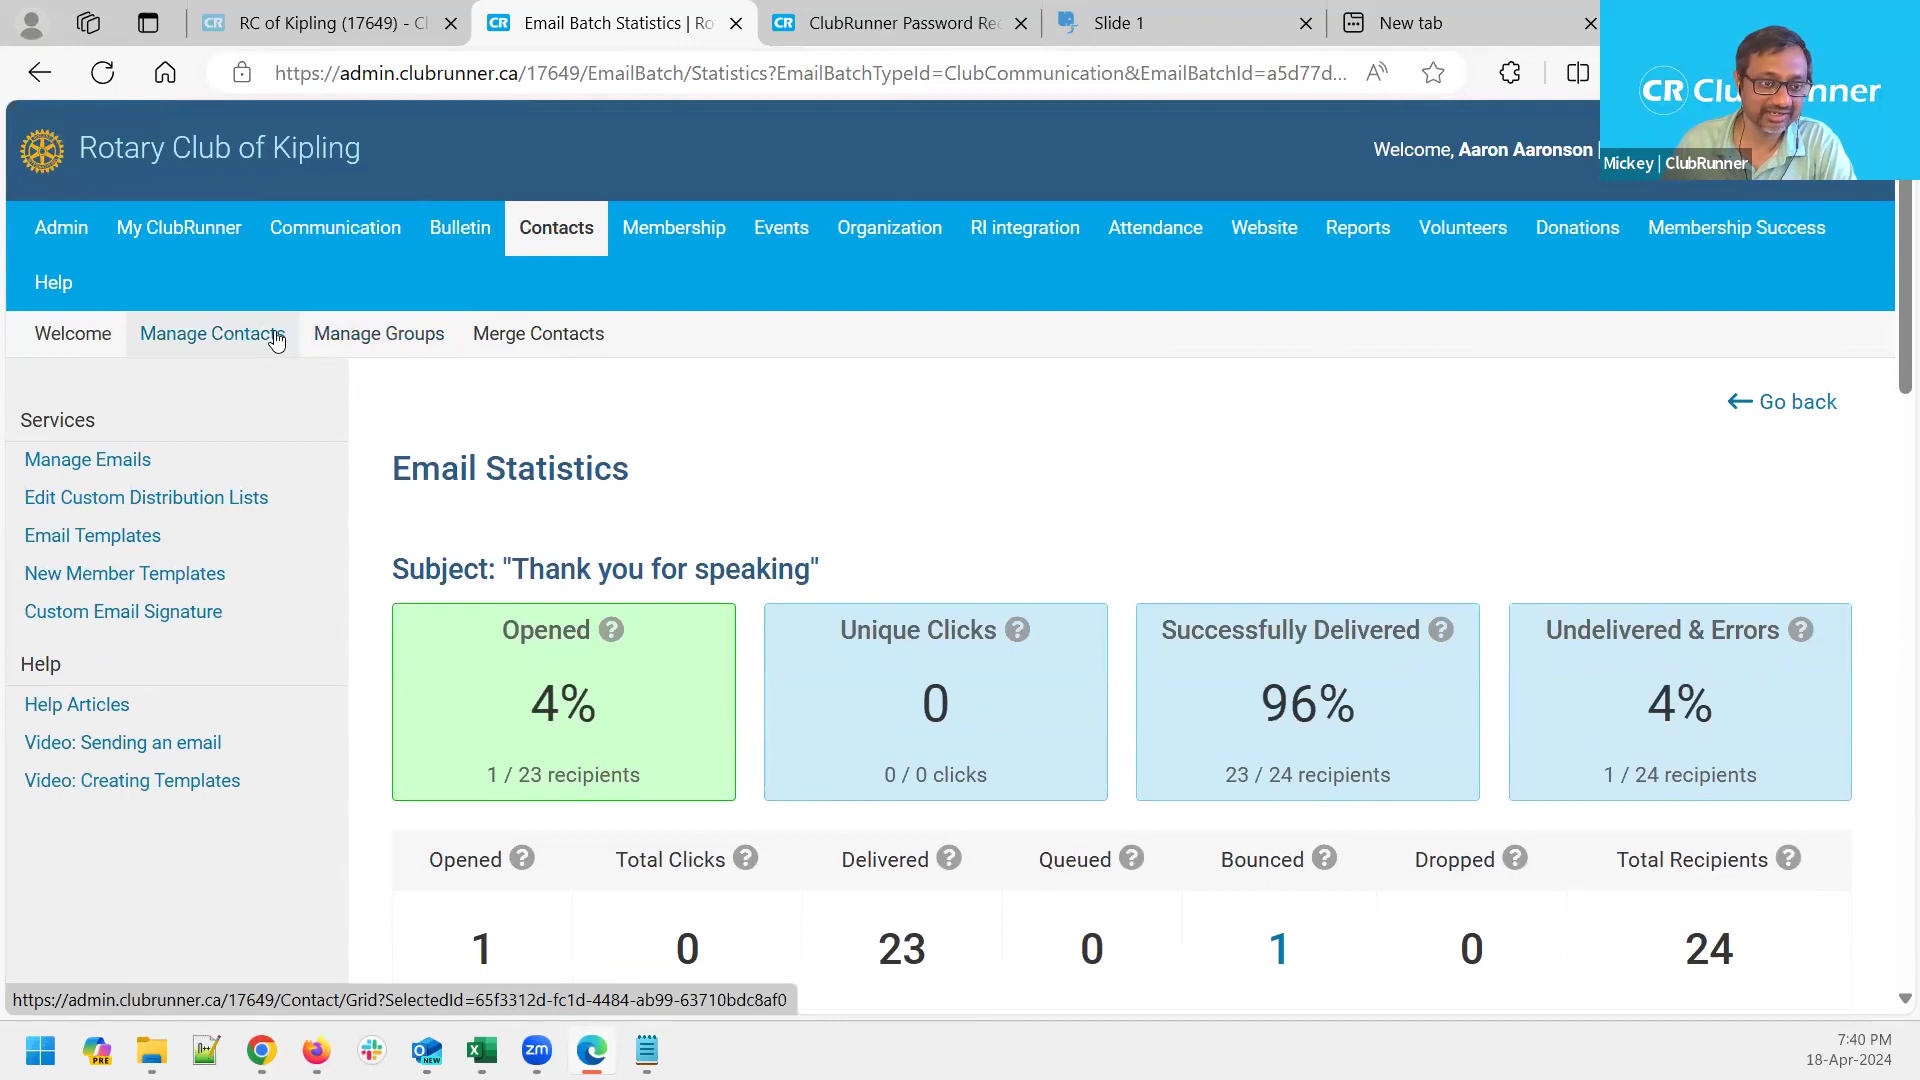 RC of Kipling (17649) - Cl
Email Batch Statistics | Ro
ClubRunner Password Rec
Slide 1
New tab
https://admin.clubrunner.ca/17649/EmailBatch/Statistics?EmailBatchTypeId=ClubCommunication&EmailBatchId=a5d77d...
Rotary Club of Kipling
Welcome, Aaron Aaronson
Mickey | ClubRunner
Admin My ClubRunner Communication Bulletin Contacts Membership Events Organization RI integration Attendance Website Reports Volunteers Donations Membership Success
Help
Welcome Manage Contacts Manage Groups Merge Contacts
Services
Manage Emails
Edit Custom Distribution Lists
Email Templates
New Member Templates
Custom Email Signature
Help
Help Articles
Video: Sending an email
Video: Creating Templates
Go back
Email Statistics
Subject: "Thank you for speaking"
Opened ? Unique Clicks ? Successfully Delivered ? Undelivered & Errors ?
4% 0 96% 4%
1 / 23 recipients 0 / 0 clicks 23 / 24 recipients 1 / 24 recipients
Opened ? Total Clicks ? Delivered ? Queued ? Bounced ? Dropped ? Total Recipients ?
1 0 23 0 1 0 24
https://admin.clubrunner.ca/17649/Contact/Grid?SelectedId=65f3312d-fc1d-4484-ab99-63710bdc8af0
7:40 PM
18-Apr-2024